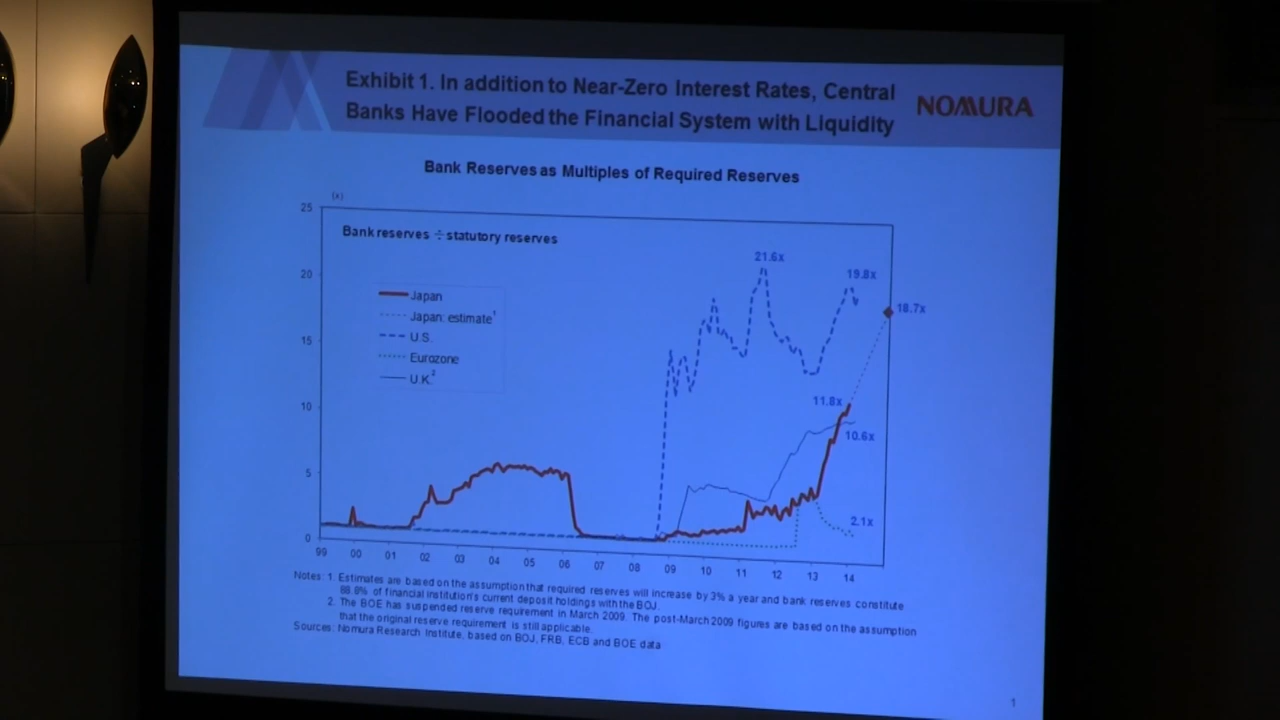 Exhibit 1. In addition to Near-Zero Interest Rates, Central
Banks Have Flooded the Financial System with Liquidity
NOMURA
Bank Reserves as Multiples of Required Reserves
(x)
25
20
15
10
5
0
Bank reserves ÷ statutory reserves
Japan
Japan: estimate¹
U.S.
Eurozone
U.K.²
21.6x
19.8x
18.7x
11.8x
10.6x
2.1x
99 00 01 02 03 04 05 06 07 08 09 10 11 12 13 14
Notes: 1. Estimates are based on the assumption that required reserves will increase by 3% a year and bank reserves constitute
of financial institution's current deposit holdings with the BOJ.
2. The BOE has suspended reserve requirement in March 2009. The post-March 2009 figures are based on the assumption
that the original reserve requirement is still applicable.
Sources: Nomura Research Institute, based on BOJ, FRB, ECB and BOE data
1